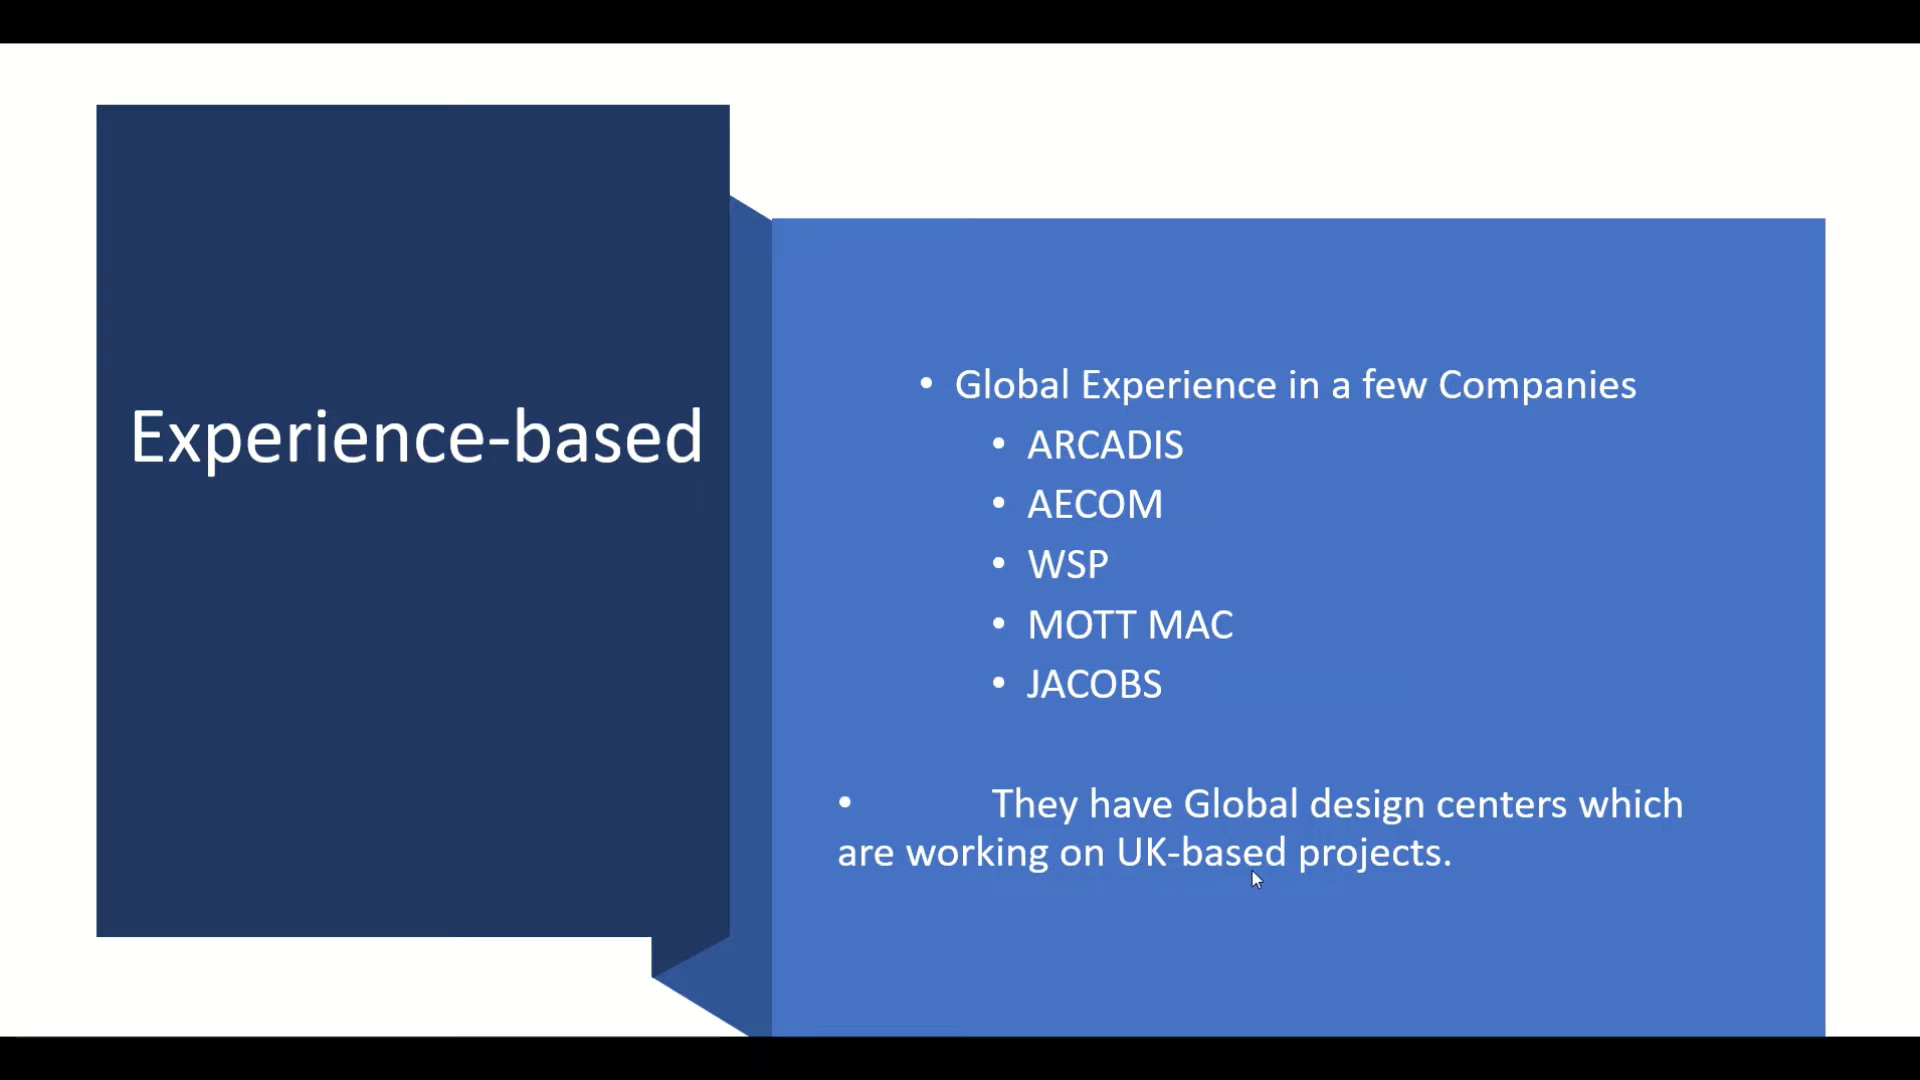 Experience-based
• Global Experience in a few Companies
• ARCADIS
• AECOM
• WSP
• MOTT MAC
• JACOBS
• They have Global design centers which
are working on UK-based projects.